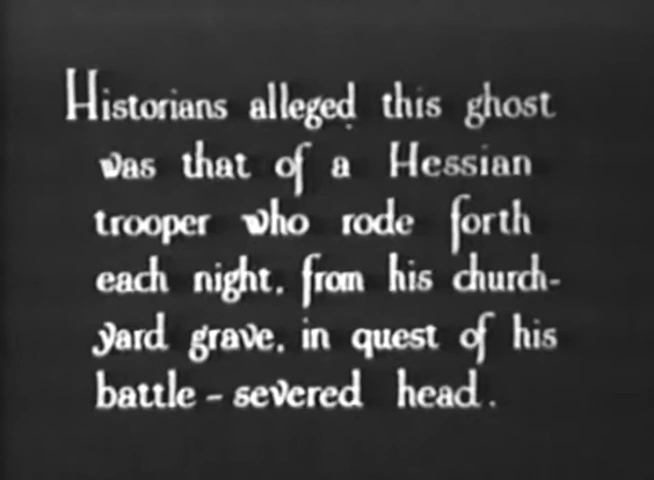 Historians alleged this ghost
was that of a Hessian
trooper who rode forth
each night, from his church-
yard grave, in quest of his
battle-severed head.